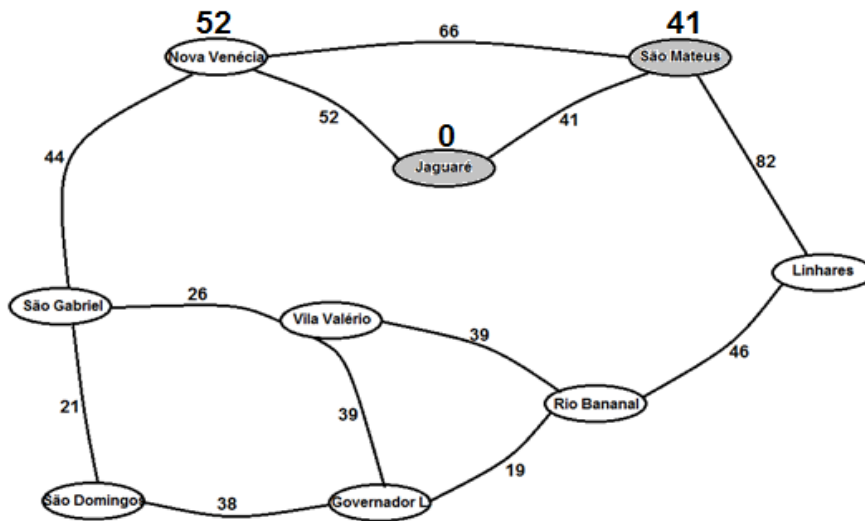 52
41
66
Nova Venécia
São Mateus
52
0
41
Jaguaré
44
82
Linhares
São Gabriel
26
Vila Valério
39
46
21
39
Rio Bananal
19
São Domingos
38
Governador L